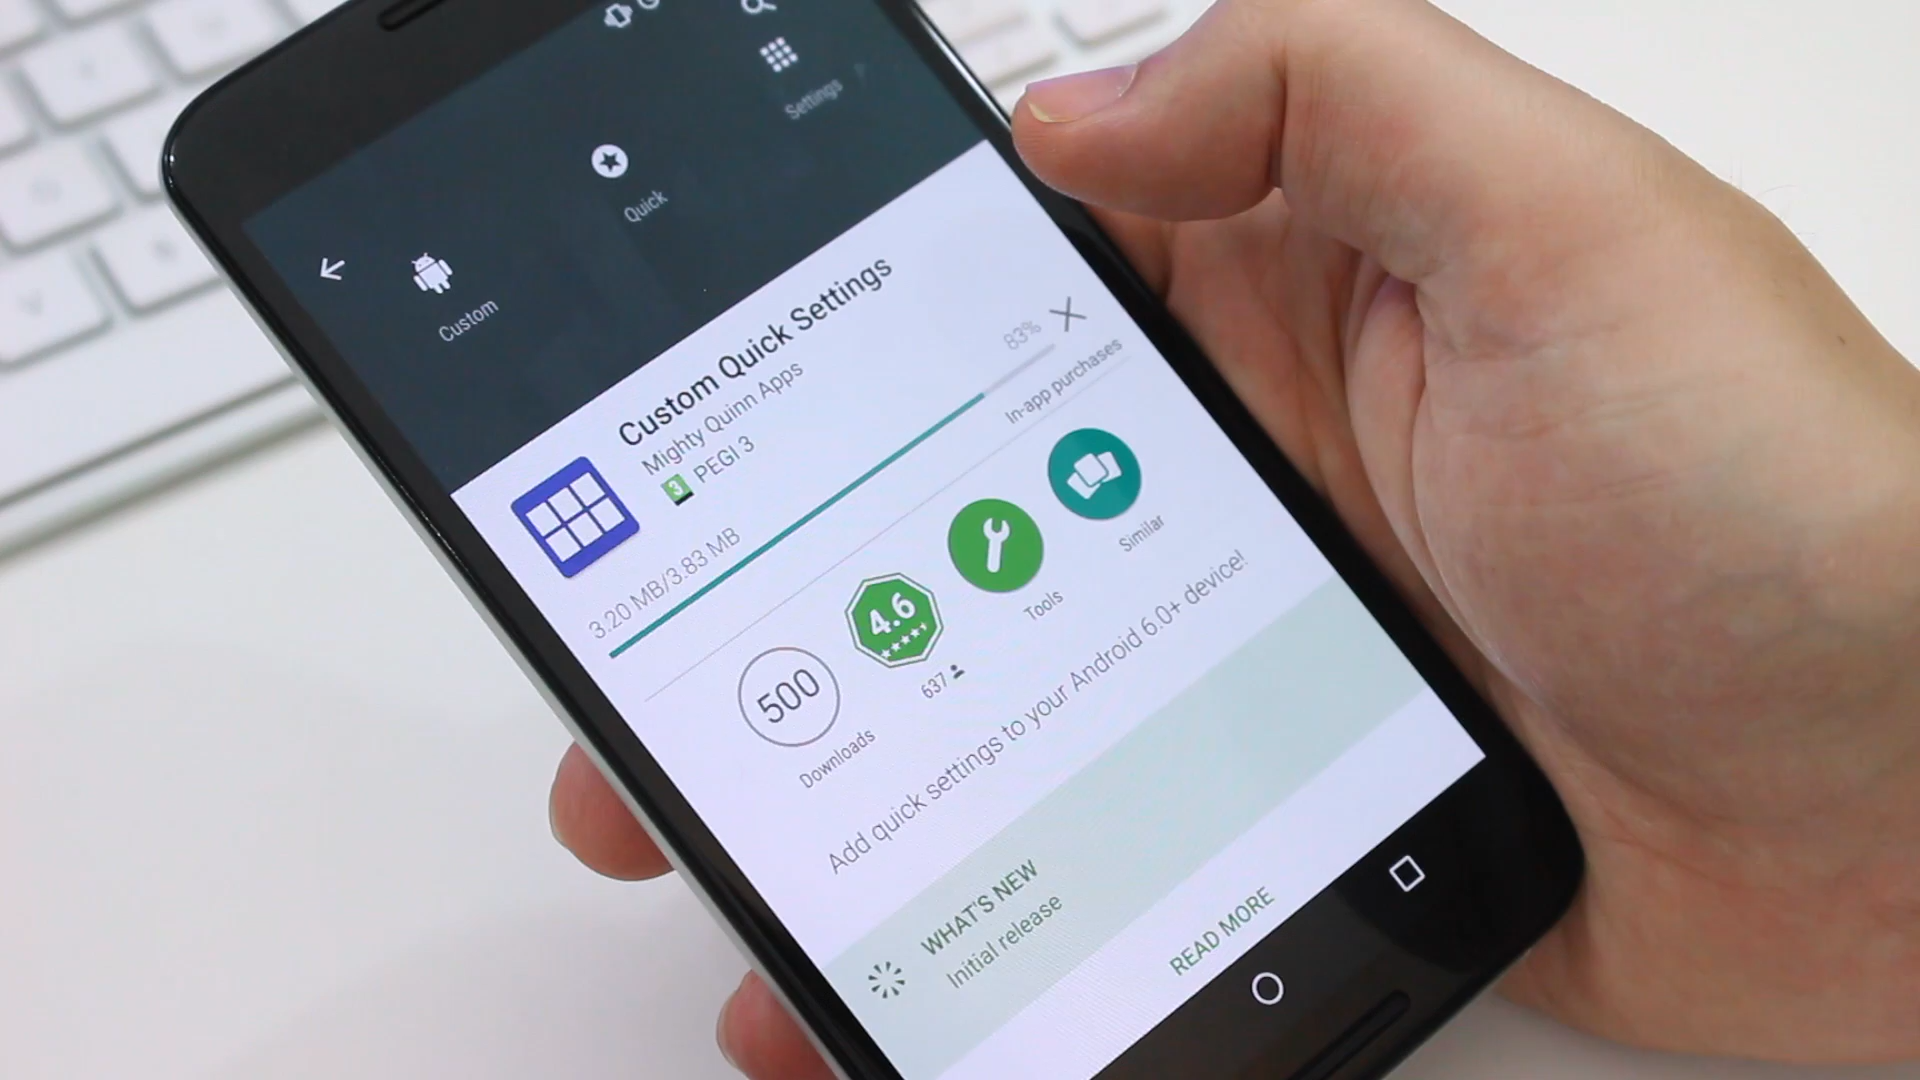 Settings
Quick
Custom
Custom Quick Settings
Mighty Quinn Apps
3 PEGI 3
83%
In-app purchases
3.20 MB/3.83 MB
500
Downloads
4.6
637
Tools
Similar
Add quick settings to your Android 6.0+ device!
WHAT'S NEW
Initial release
READ MORE